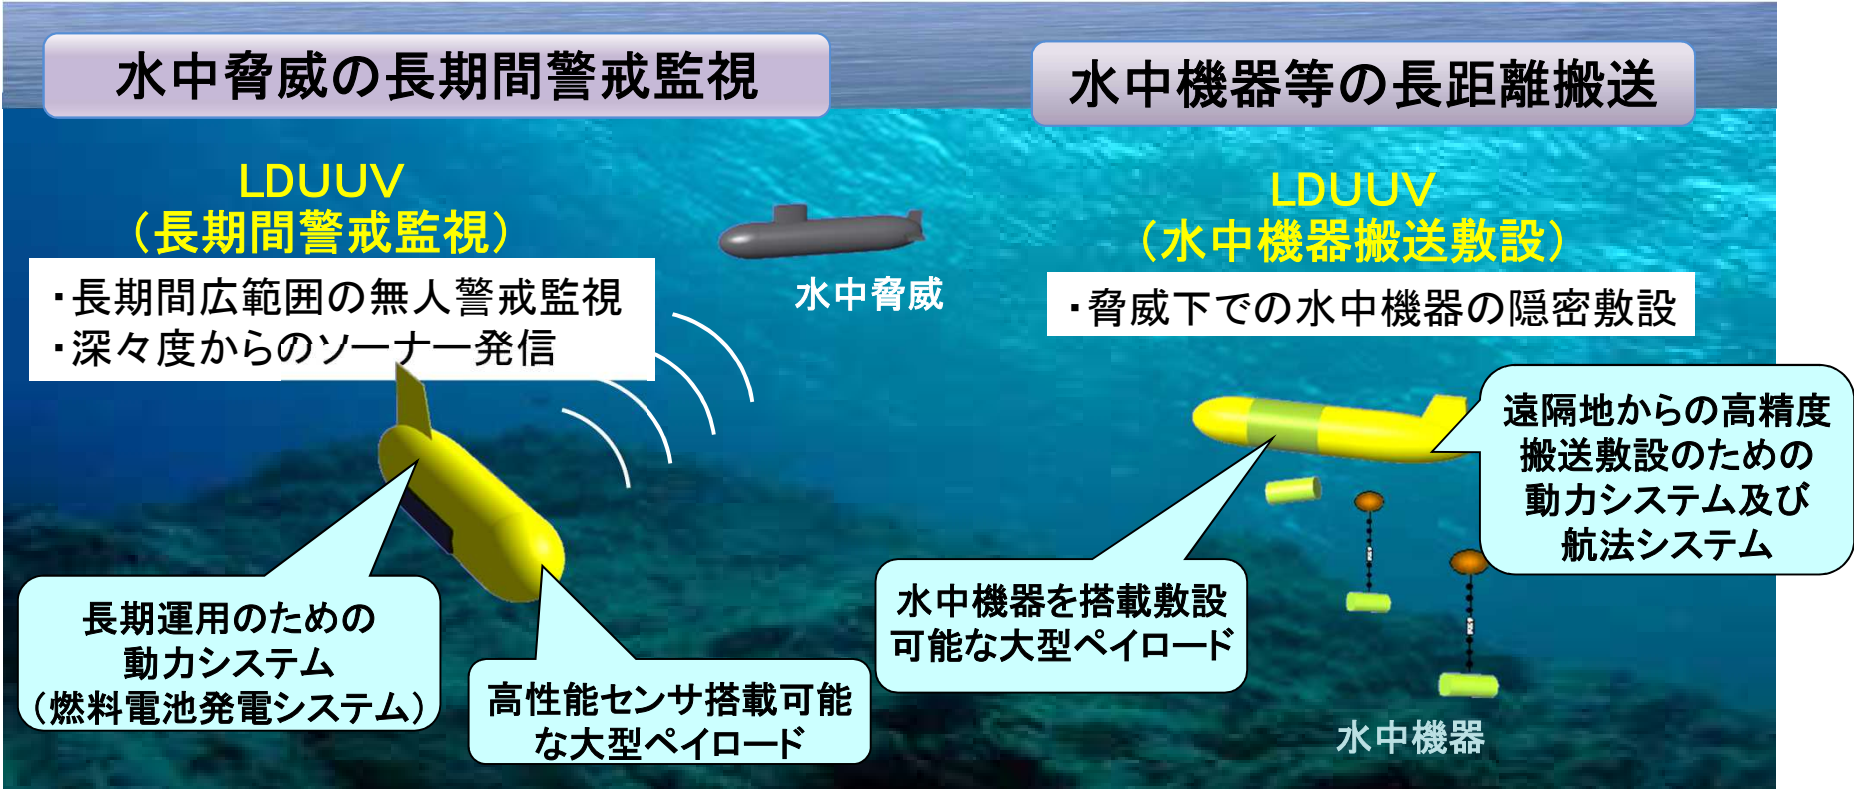 水中脅威の長期間警戒監視
LDUUV
(長期間警戒監視)
・長期間広範囲の無人警戒監視
・深々度からのソーナー発信
水中脅威
長期運用のための
動力システム
(燃料電池発電システム)
高性能センサ搭載可能
な大型ペイロード
水中機器等の長距離搬送
LDUUV
(水中機器搬送敷設)
・脅威下での水中機器の隠密敷設
遠隔地からの高精度
搬送敷設のための
動力システム及び
航法システム
水中機器を搭載敷設
可能な大型ペイロード
水中機器